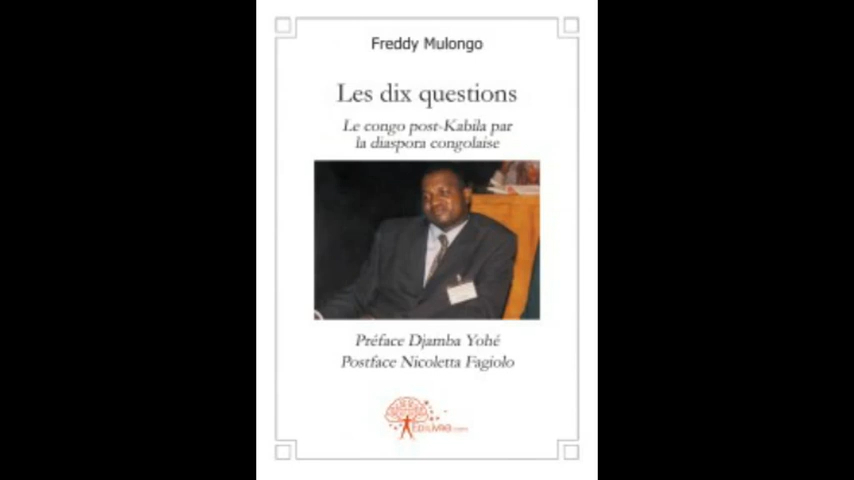 Freddy Mulongo
Les dix questions
Le congo post-Kabila par
la diaspora congolaise
Préface Djamba Yohé
Postface Nicoletta Fagiolo
EDILIVRE